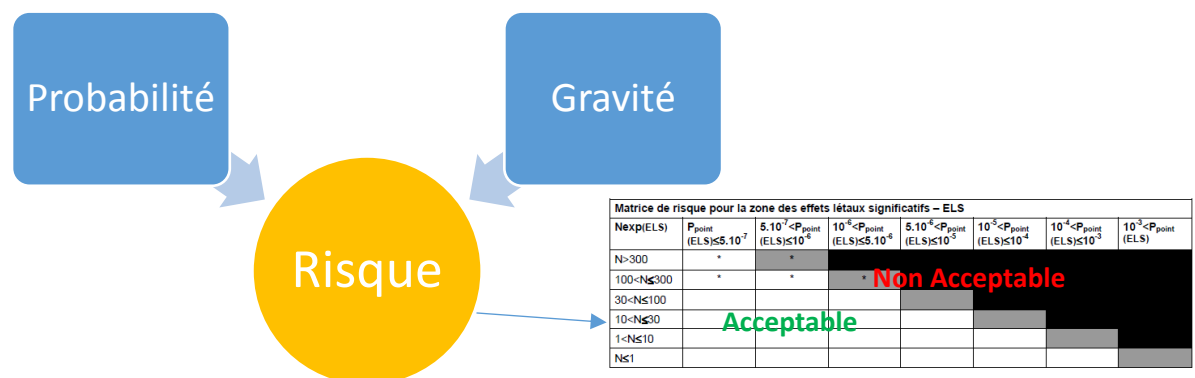 Probabilité
Gravité
Risque
Matrice de risque pour la zone des effets létaux significatifs – ELS
Nexp(ELS) Ppoint (ELS)≤5.10-7 5.10-7<Ppoint (ELS)≤10-6 10-6<Ppoint (ELS)≤5.10-6 5.10-6<Ppoint (ELS)≤10-5 10-5<Ppoint (ELS)≤10-4 10-4<Ppoint (ELS)≤10-3 10-3<Ppoint (ELS)
N>300 * *
100<N≤300 * * *
Non Acceptable
30<N≤100
10<N≤30
Acceptable
1<N≤10
N≤1